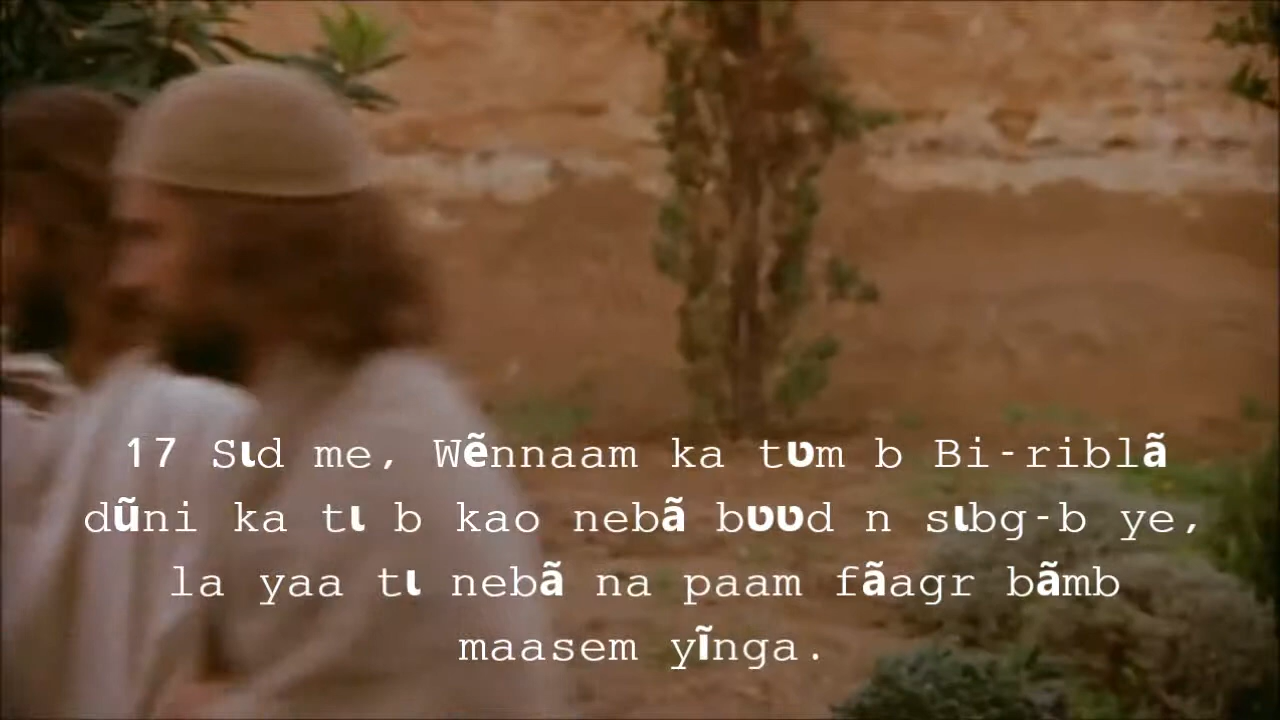 17 Sɩd me, Wẽnnaam ka tʋm b Bi-riblã
dũni ka tɩ b kao nebã bʋʋd n sɩbg-b ye,
la yaa tɩ nebã na paam fãagr bãmb
maasem yĩnga.